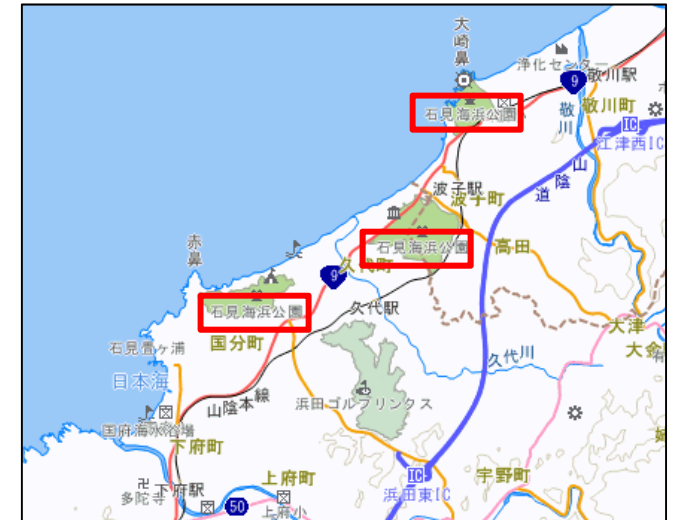 大崎鼻
浄化センター
9
敬川駅
石見海浜公園
敬川
敬川町
IC
江津西IC
山陰道
波子駅
波子町
石見海浜公園
高田
赤鼻
9
久代町
石見海浜公園
久代駅
国分町
大津
石見畳ヶ浦
久代川
日本海
山陰本線
浜田ゴルフリンクス
国府海水浴場
下府町
IC
浜田東IC
宇野町
上府町
多陀寺
下府駅
50
上府小